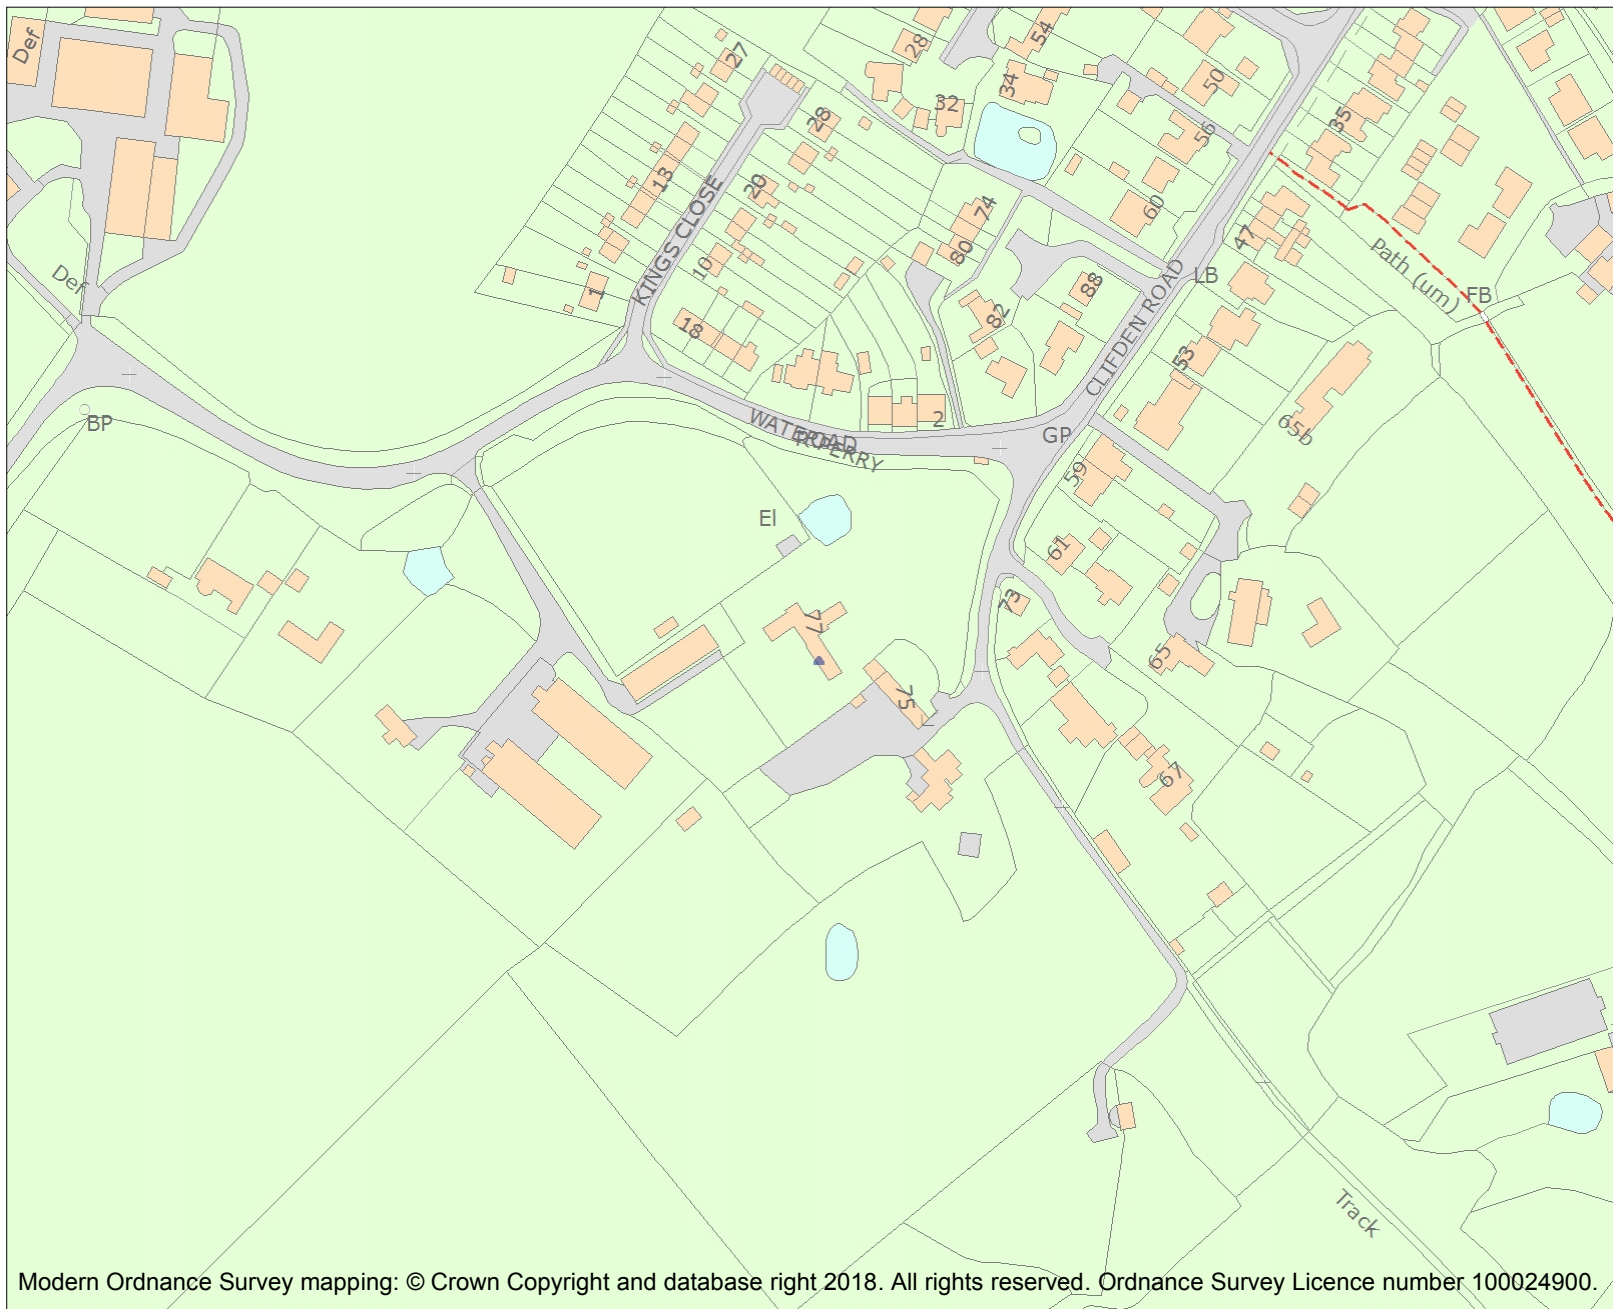 Def
27
28
54
34
32
50
56
35
13
28
20
KINGS CLOSE
74
80
60
47
Path (um)
FB
LB
Def
1
10
18
82
88
CLIFDEN ROAD
53
65b
BP
2
WATERPERRY
ROAD
GP
59
El
61
73
77
75
65
67
Track
Modern Ordnance Survey mapping: © Crown Copyright and database right 2018. All rights reserved. Ordnance Survey Licence number 100024900.